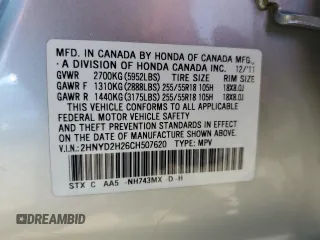 MFD. IN CANADA BY HONDA OF CANADA MFG.,
A DIVISION OF HONDA CANADA INC. 12/11
GVWR 2700KG(5952LBS) TIRE SIZE RIM SIZE
GAWR F 1310KG(2888LBS) 255/55R18 105H 18X8.0J
GAWR R 1440KG(3175LBS) 255/55R18 105H 18X8.0J
THIS VEHICLE CONFORMS TO ALL APPLICABLE
FEDERAL MOTOR VEHICLE SAFETY STANDARDS IN
EFFECT ON THE DATE OF MANUFACTURE SHOWN ABOVE.
V.I.N.: 2HNYD2H26CH507620 TYPE: MPV
STX C AA5 -NH743MX -D -H
DREAMBID